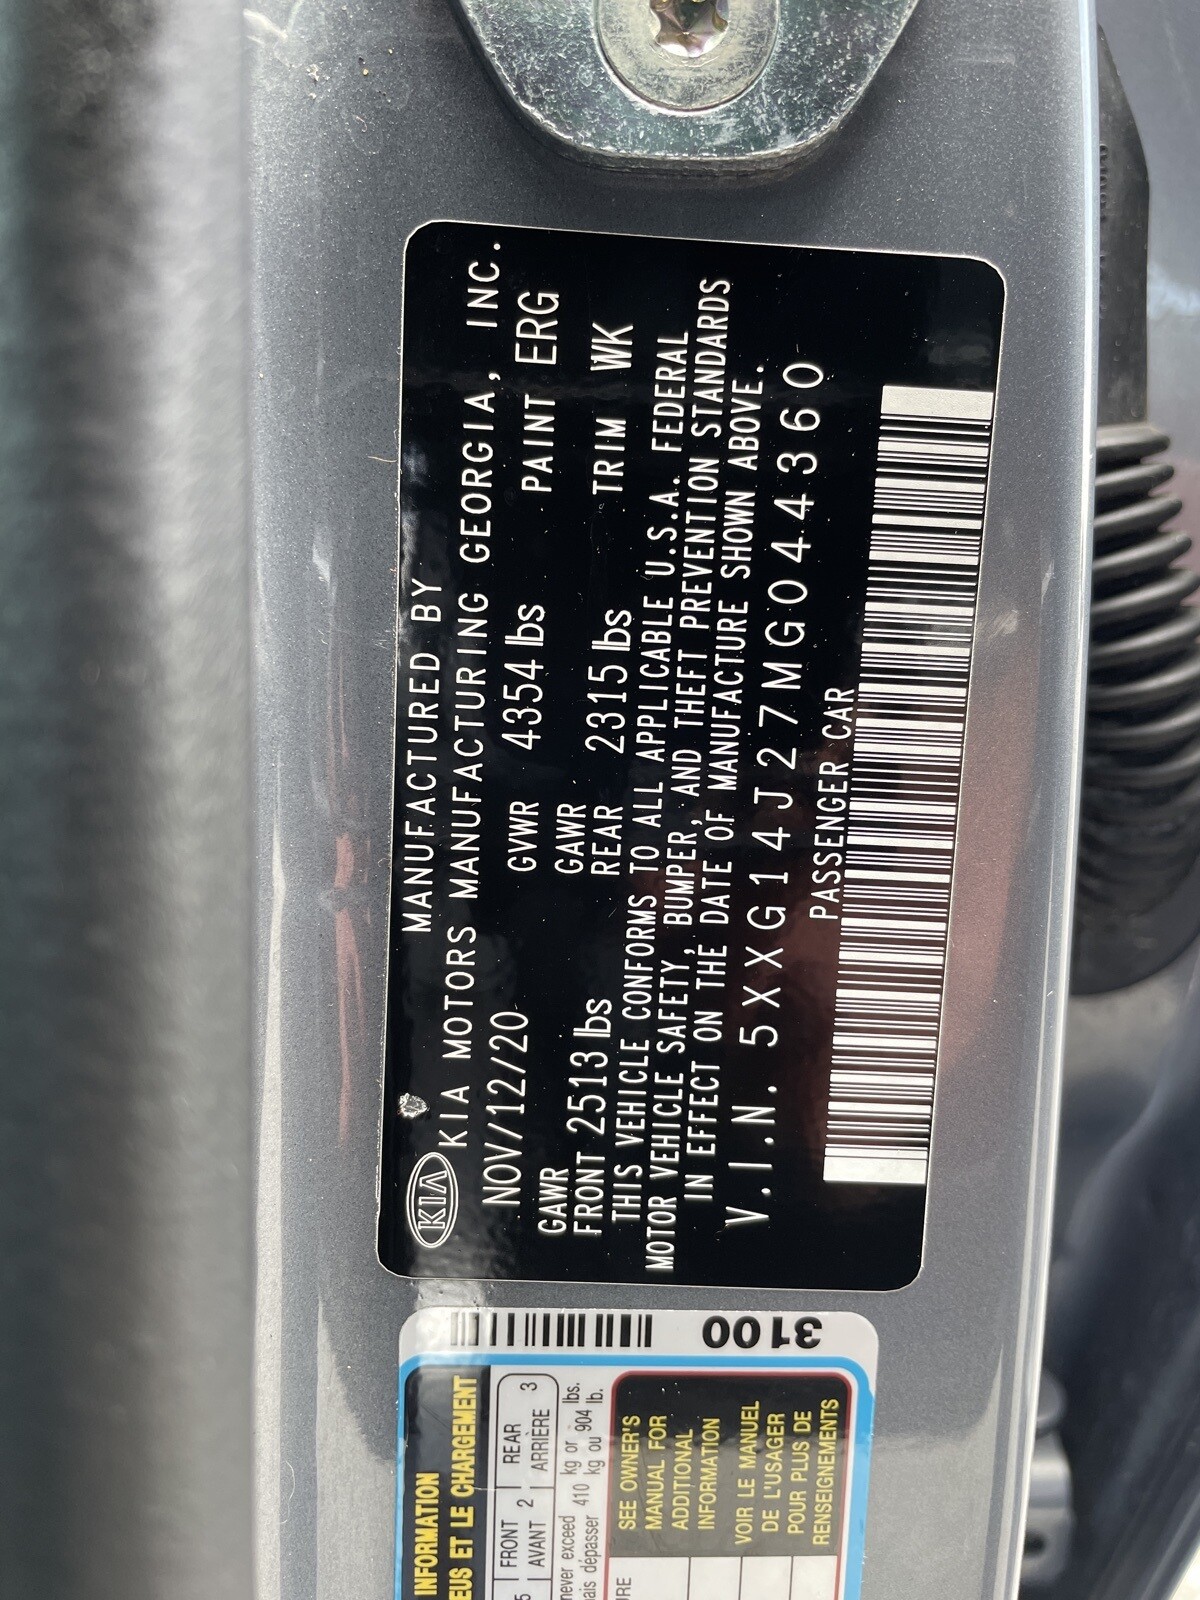 KIA
MANUFACTURED BY
KIA MOTORS MANUFACTURING GEORGIA, INC.
NOV/12/20 GVWR 4354 lbs PAINT ERG
GAWR GAWR
FRONT 2513 lbs REAR 2315 lbs TRIM WK
THIS VEHICLE CONFORMS TO ALL APPLICABLE U.S.A. FEDERAL
MOTOR VEHICLE SAFETY, BUMPER, AND THEFT PREVENTION STANDARDS
IN EFFECT ON THE DATE OF MANUFACTURE SHOWN ABOVE.
V.I.N. 5XXG14J27MG044360
PASSENGER CAR
3100
INFORMATION
EUS ET LE CHARGEMENT
5 FRONT 2 REAR 3
AVANT ARRIÈRE
never exceed 410 kg or 904 lbs.
ais dépasser kg ou lb.
URE
SEE OWNER'S
MANUAL FOR
ADDITIONAL
INFORMATION
VOIR LE MANUEL
DE L'USAGER
POUR PLUS DE
RENSEIGNEMENTS